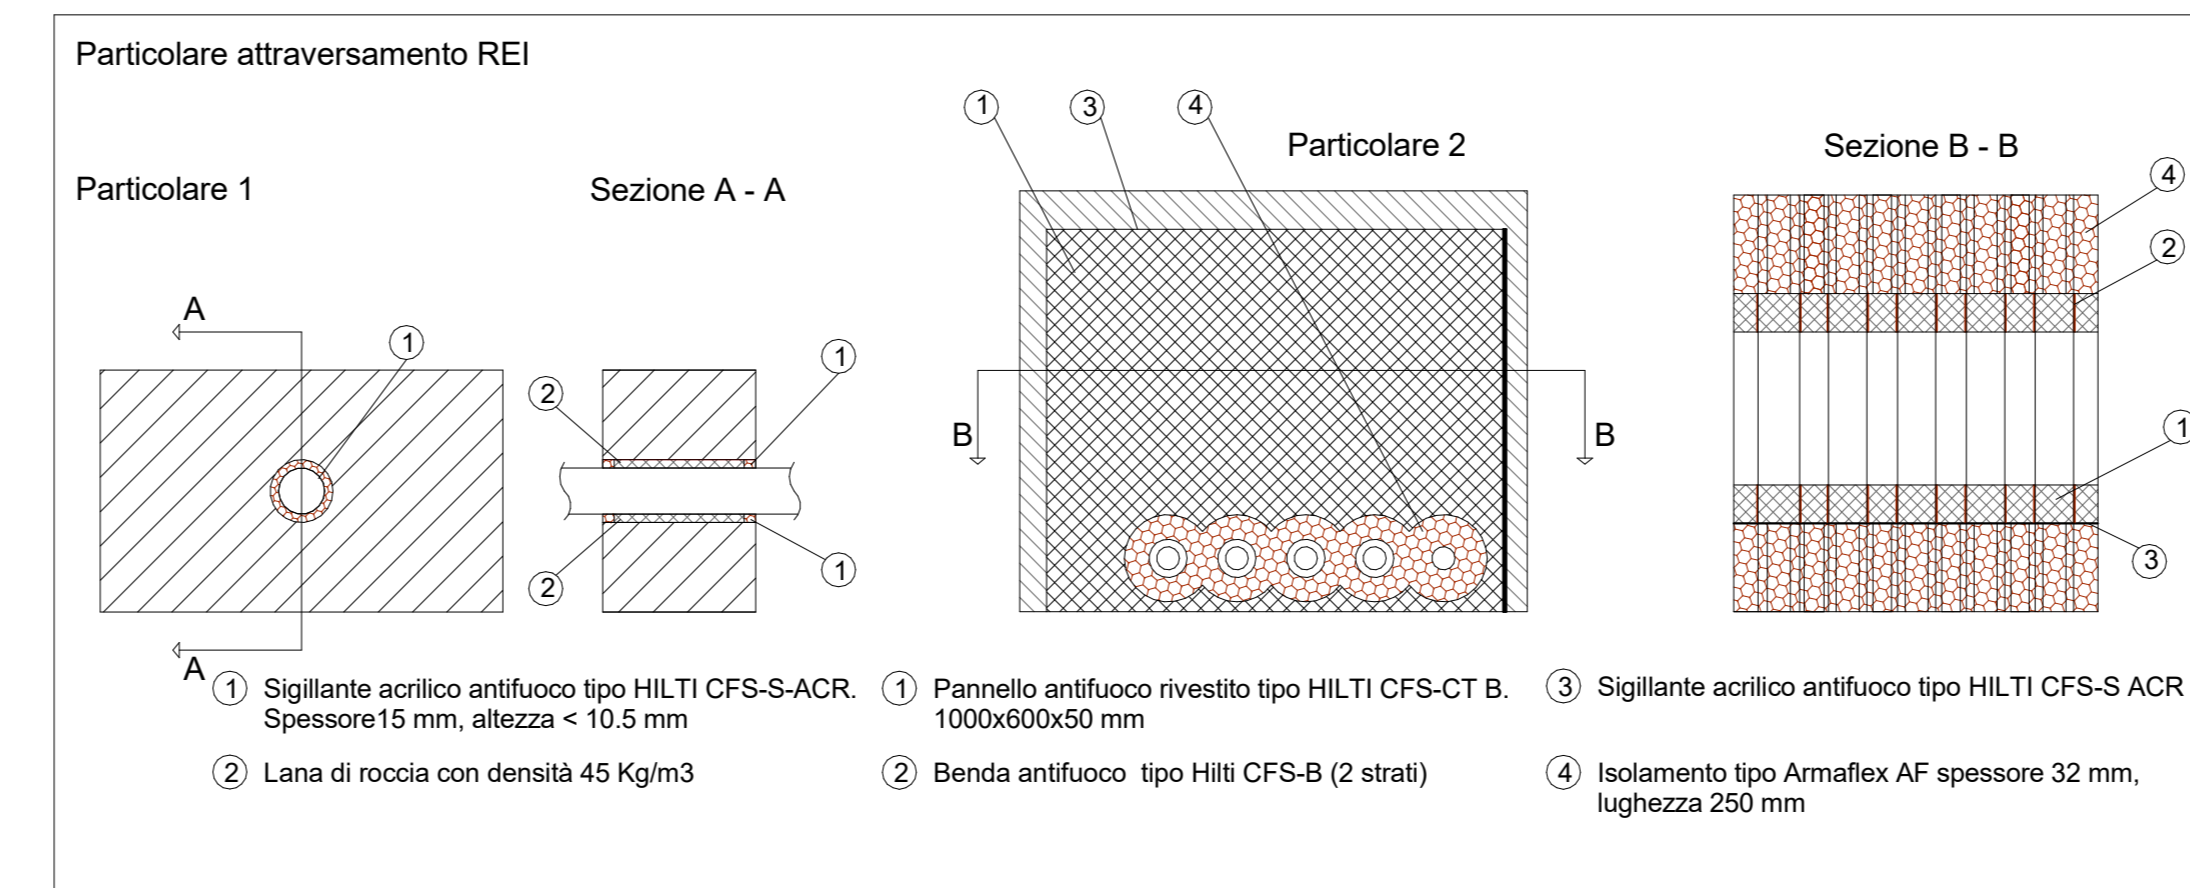 Particolare attraversamento REI
1
3
4
Particolare 2
Sezione B - B
4
Particolare 1
Sezione A - A
2
A
1
1
2
B
B
1
2
1
3
A
1 Sigillante acrilico antifuoco tipo HILTI CFS-S-ACR.
Spessore15 mm, altezza < 10.5 mm
2 Lana di roccia con densità 45 Kg/m3
1 Pannello antifuoco rivestito tipo HILTI CFS-CT B.
1000x600x50 mm
2 Benda antifuoco tipo Hilti CFS-B (2 strati)
3 Sigillante acrilico antifuoco tipo HILTI CFS-S ACR
4 Isolamento tipo Armaflex AF spessore 32 mm,
lughezza 250 mm